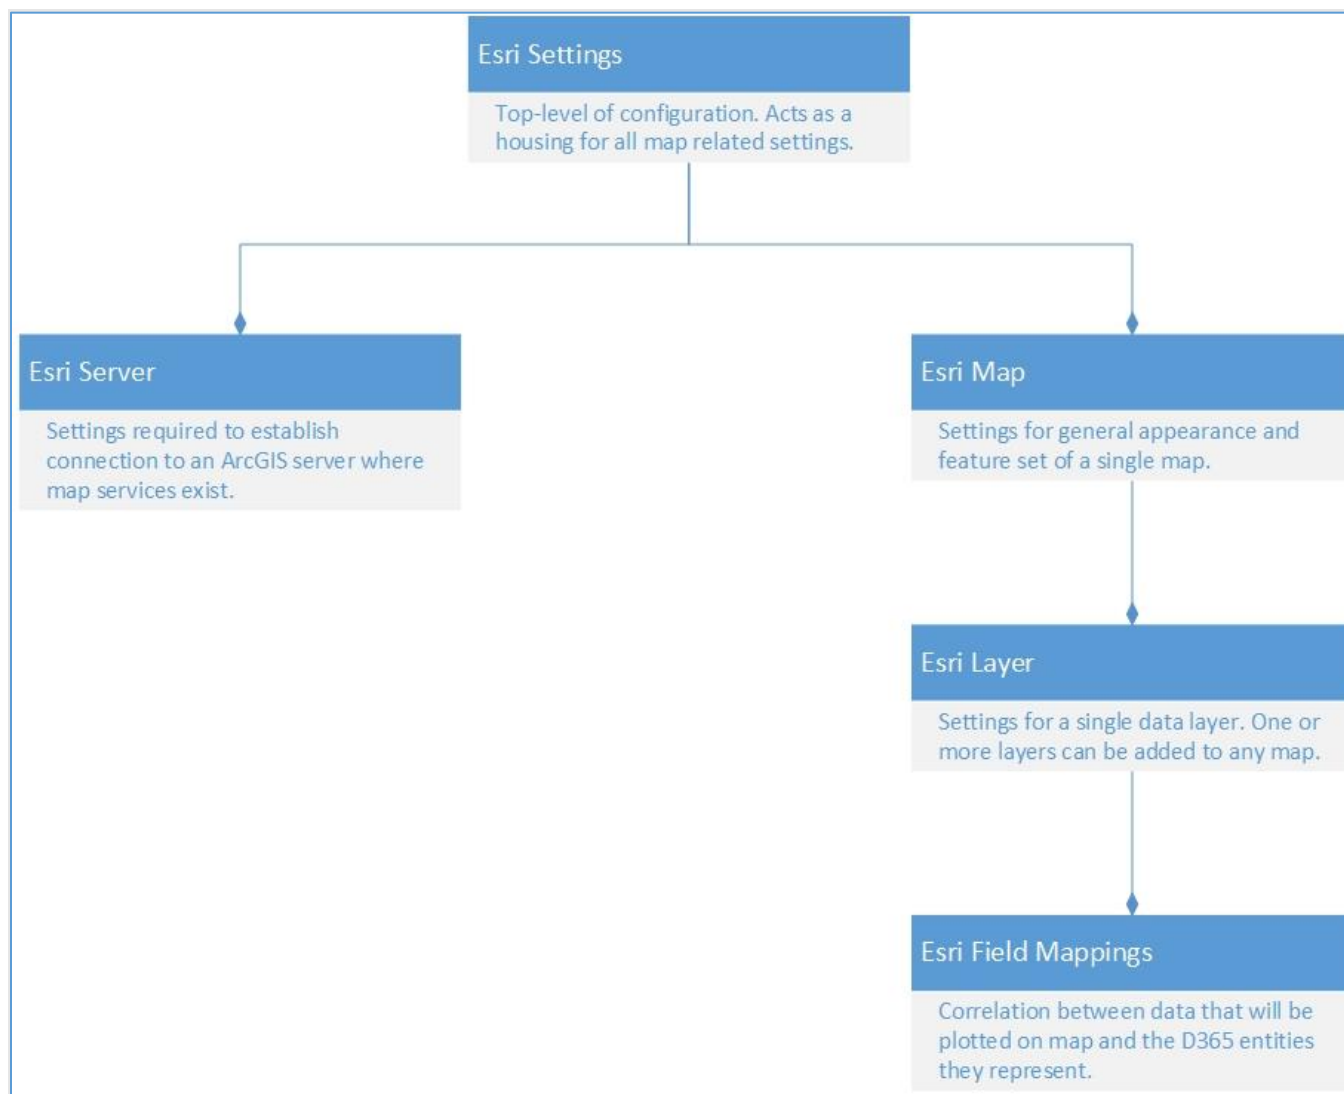 Esri Settings
Top-level of configuration. Acts as a
housing for all map related settings.
Esri Server
Settings required to establish
connection to an ArcGIS server where
map services exist.
Esri Map
Settings for general appearance and
feature set of a single map.
Esri Layer
Settings for a single data layer. One or
more layers can be added to any map.
Esri Field Mappings
Correlation between data that will be
plotted on map and the D365 entities
they represent.